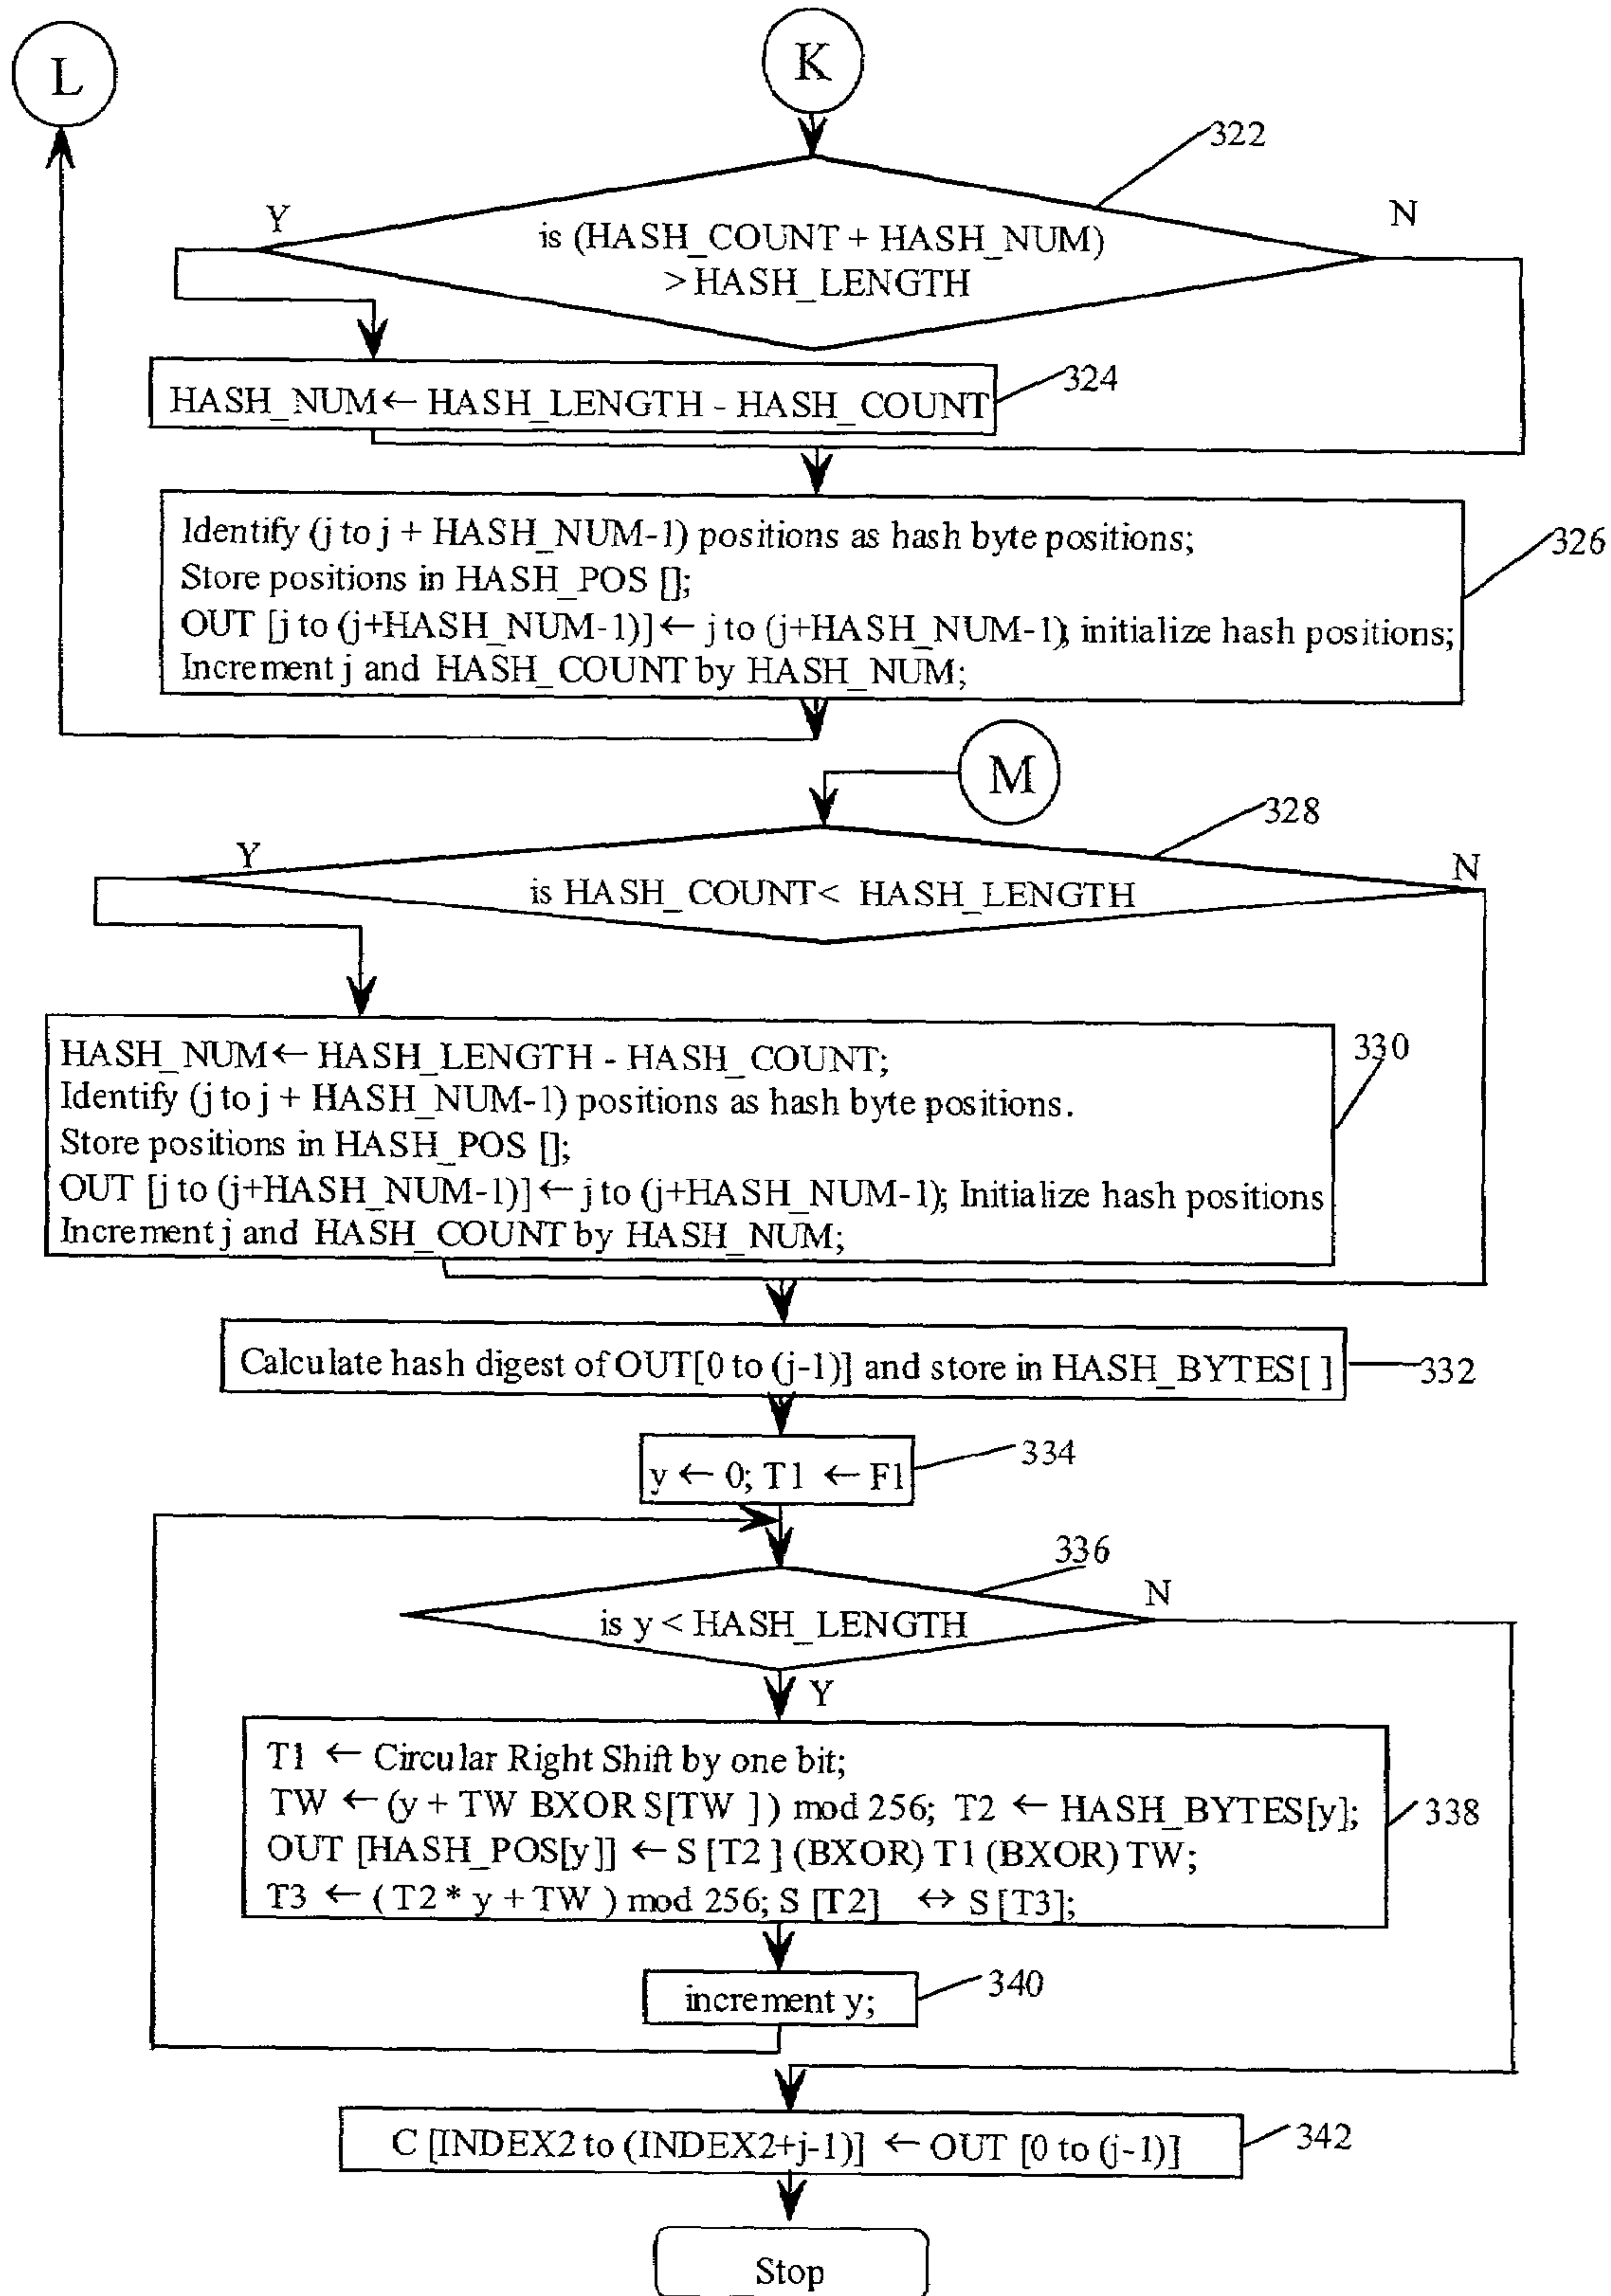 L
K
322
Y
N
is (HASH_COUNT + HASH_NUM)
> HASH_LENGTH
324
HASH_NUM ← HASH_LENGTH - HASH_COUNT
326
Identify (j to j + HASH_NUM-1) positions as hash byte positions;
Store positions in HASH_POS [];
OUT [j to (j+HASH_NUM-1)] ← j to (j+HASH_NUM-1), initialize hash positions;
Increment j and HASH_COUNT by HASH_NUM;
M
328
Y
N
is HASH_COUNT< HASH_LENGTH
330
HASH_NUM ← HASH_LENGTH - HASH_COUNT;
Identify (j to j + HASH_NUM-1) positions as hash byte positions.
Store positions in HASH_POS [];
OUT [j to (j+HASH_NUM-1)] ← j to (j+HASH_NUM-1); Initialize hash positions
Increment j and HASH_COUNT by HASH_NUM;
Calculate hash digest of OUT[0 to (j-1)] and store in HASH_BYTES[ ]
332
y ← 0; T1 ← F1
334
336
N
is y < HASH_LENGTH
Y
T1 ← Circular Right Shift by one bit;
TW ← (y + TW BXOR S[TW ]) mod 256; T2 ← HASH_BYTES[y];
338
OUT [HASH_POS[y]] ← S [T2 ] (BXOR) T1 (BXOR) TW;
T3 ← ( T2 * y + TW ) mod 256; S [T2] ↔ S [T3];
increment y;
340
C [INDEX2 to (INDEX2+j-1)] ← OUT [0 to (j-1)]
342
Stop